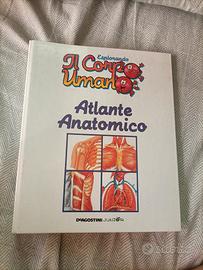 Esplorando
Il Corpo
Umano
Atlante
Anatomico
DeAGOSTINI JUNIOR